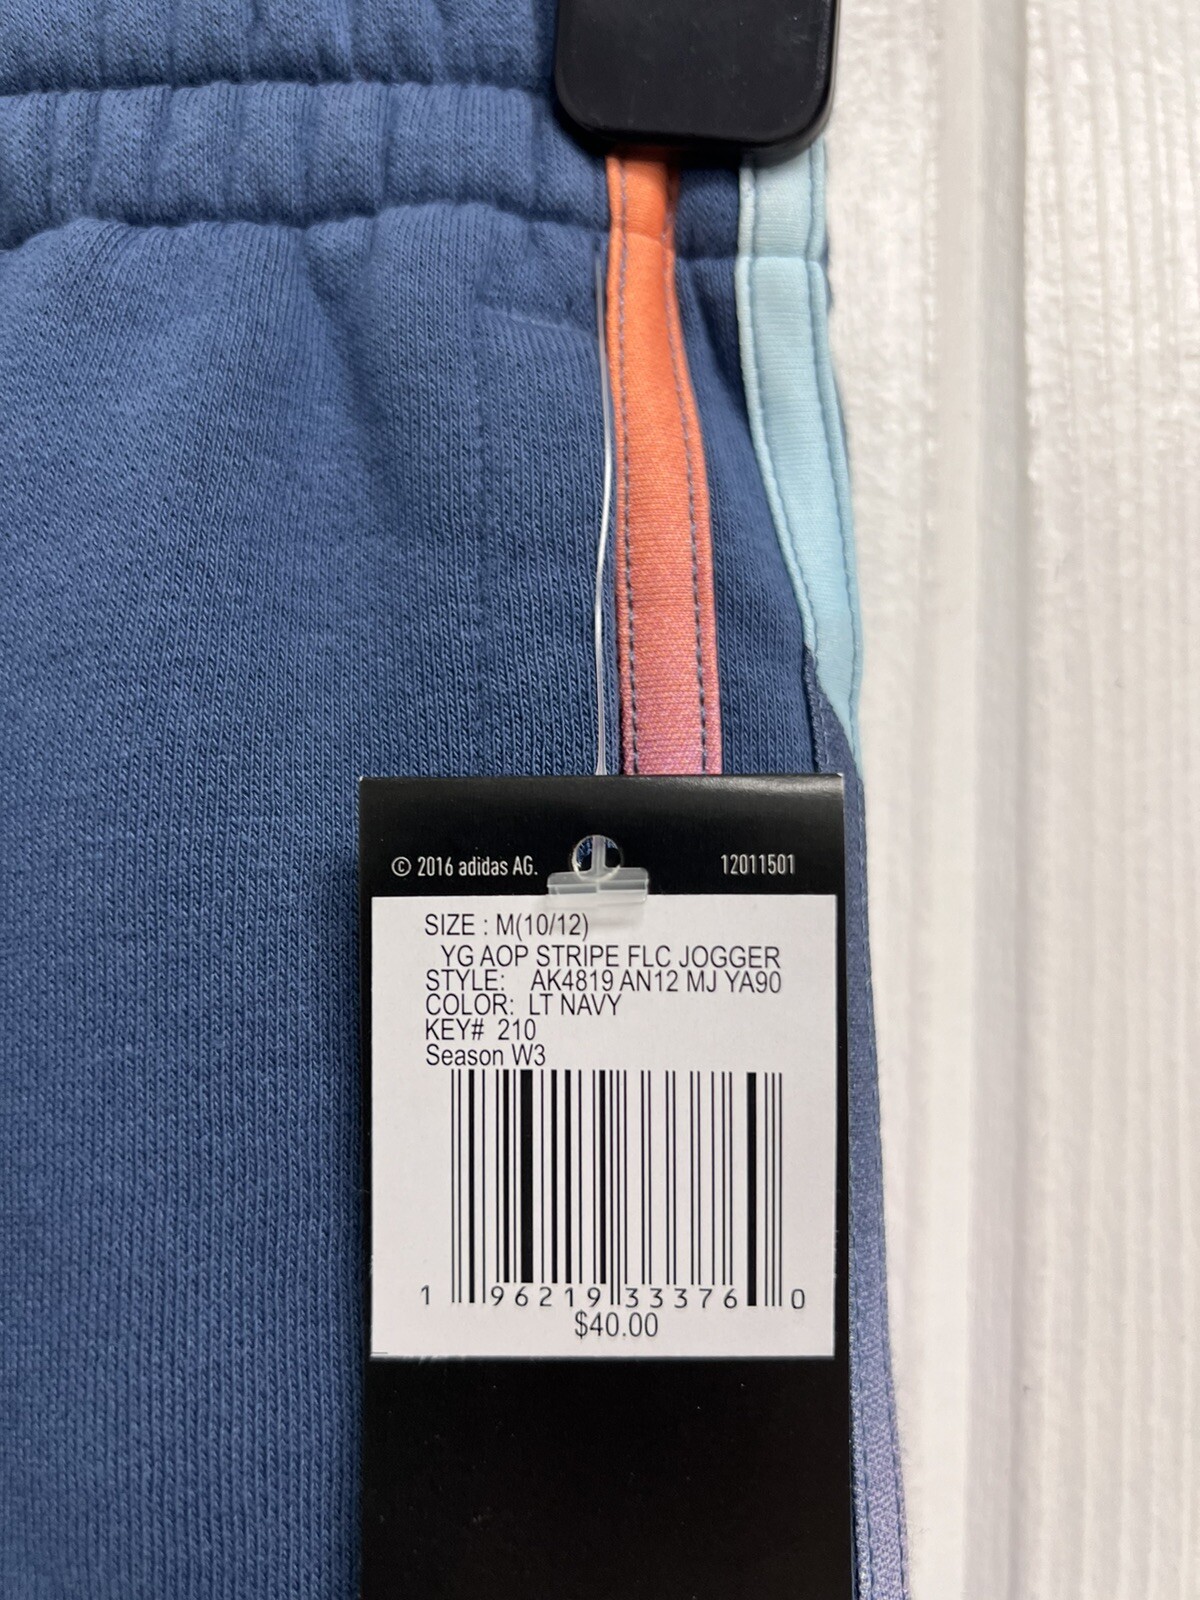 © 2016 adidas AG. 12011501
SIZE : M(10/12)
YG AOP STRIPE FLC JOGGER
STYLE: AK4819 AN12 MJ YA90
COLOR: LT NAVY
KEY# 210
Season W3
1 96219 33376 0
$40.00